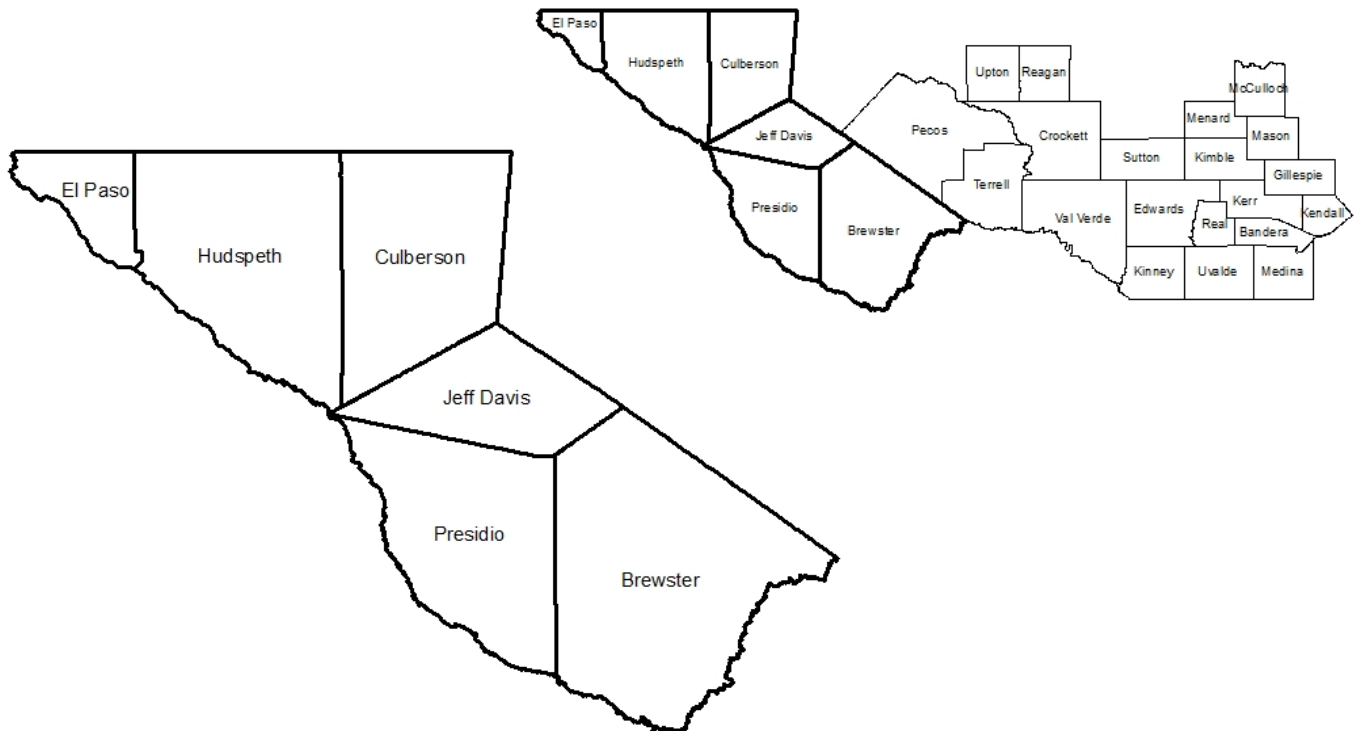 El Paso
Hudspeth
Culberson
Jeff Davis
Presidio
Brewster
El Paso
Hudspeth
Culberson
Jeff Davis
Presidio
Brewster
Pecos
Terrell
Upton
Reagan
Crockett
Val Verde
Sutton
Edwards
Kinney
McCulloch
Menard
Mason
Kimble
Gillespie
Kerr
Real
Kendall
Bandera
Uvalde
Medina